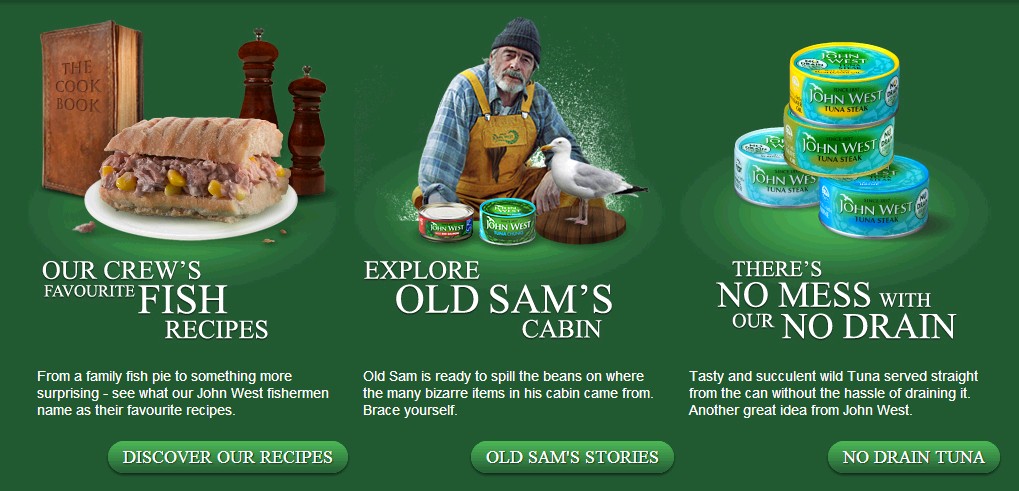 THE
COOK
BOOK
JOHN WEST
JOHN WEST
JOHN WEST
TUNA STEAK
JOHN WEST
TUNA STEAK
JOHN WEST
TUNA STEAK
JOHN WEST
TUNA STEAK
OUR CREW’S
FAVOURITE FISH
RECIPES
From a family fish pie to something more
surprising - see what our John West fishermen
name as their favourite recipes.
DISCOVER OUR RECIPES
EXPLORE
OLD SAM’S
CABIN
Old Sam is ready to spill the beans on where
the many bizarre items in his cabin came from.
Brace yourself.
OLD SAM'S STORIES
THERE’S
NO MESS WITH
OUR NO DRAIN
Tasty and succulent wild Tuna served straight
from the can without the hassle of draining it.
Another great idea from John West.
NO DRAIN TUNA